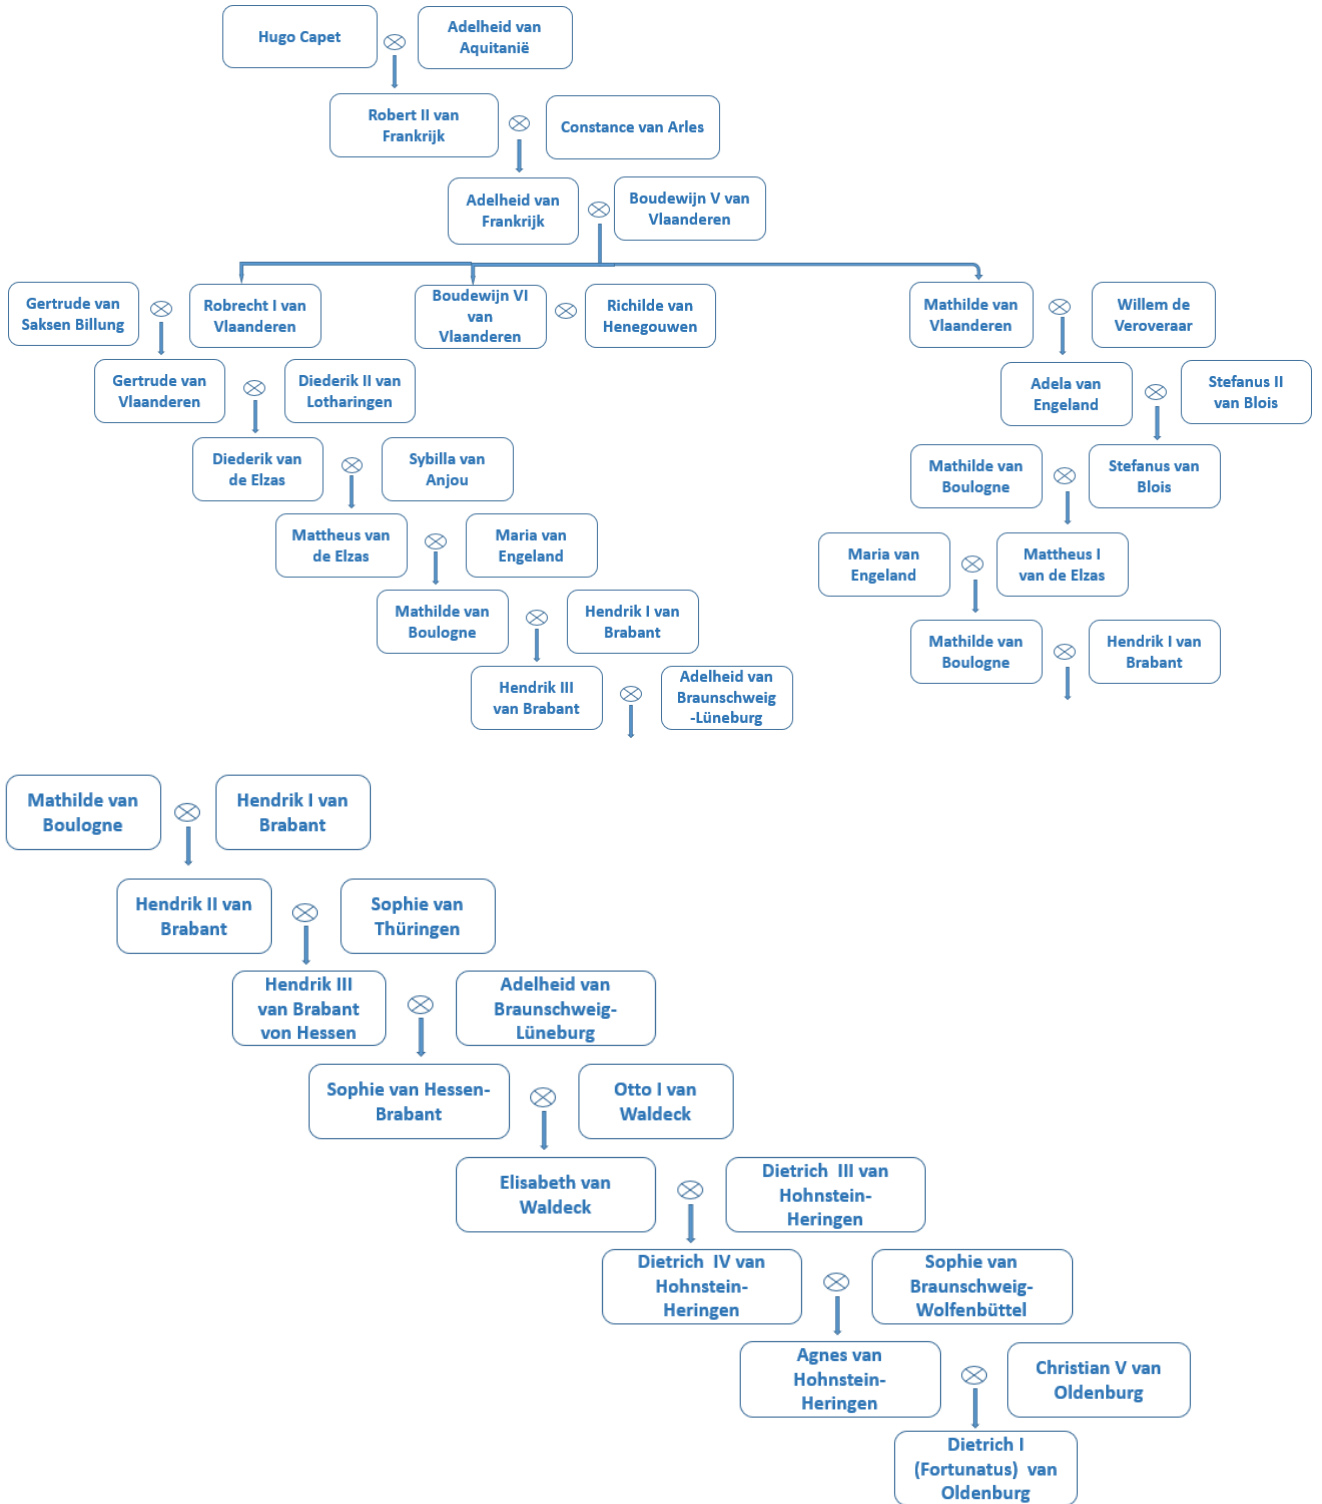 Hugo Capet
Adelheid van
Aquitanië
Robert II van
Frankrijk
Constance van Arles
Adelheid van
Frankrijk
Boudewijn V van
Vlaanderen
Gertrude van
Saksen Billung
Robrecht I van
Vlaanderen
Boudewijn VI
van
Vlaanderen
Richilde van
Henegouwen
Mathilde van
Vlaanderen
Willem de
Veroveraar
Gertrude van
Vlaanderen
Diederik II van
Lotharingen
Adela van
Engeland
Stefanus II
van Blois
Diederik van
de Elzas
Sybilla van
Anjou
Mathilde van
Boulogne
Stefanus van
Blois
Mattheus van
de Elzas
Maria van
Engeland
Maria van
Engeland
Mattheus I
van de Elzas
Mathilde van
Boulogne
Hendrik I van
Brabant
Mathilde van
Boulogne
Hendrik I van
Brabant
Hendrik III
van Brabant
Adelheid van
Braunschweig
-Lüneburg
Mathilde van
Boulogne
Hendrik I van
Brabant
Hendrik II van
Brabant
Sophie van
Thüringen
Hendrik III
van Brabant
von Hessen
Adelheid van
Braunschweig-
Lüneburg
Sophie van Hessen-
Brabant
Otto I van
Waldeck
Elisabeth van
Waldeck
Dietrich III van
Hohnstein-
Heringen
Dietrich IV van
Hohnstein-
Heringen
Sophie van
Braunschweig-
Wolfenbüttel
Agnes van
Hohnstein-
Heringen
Christian V van
Oldenburg
Dietrich I
(Fortunatus) van
Oldenburg